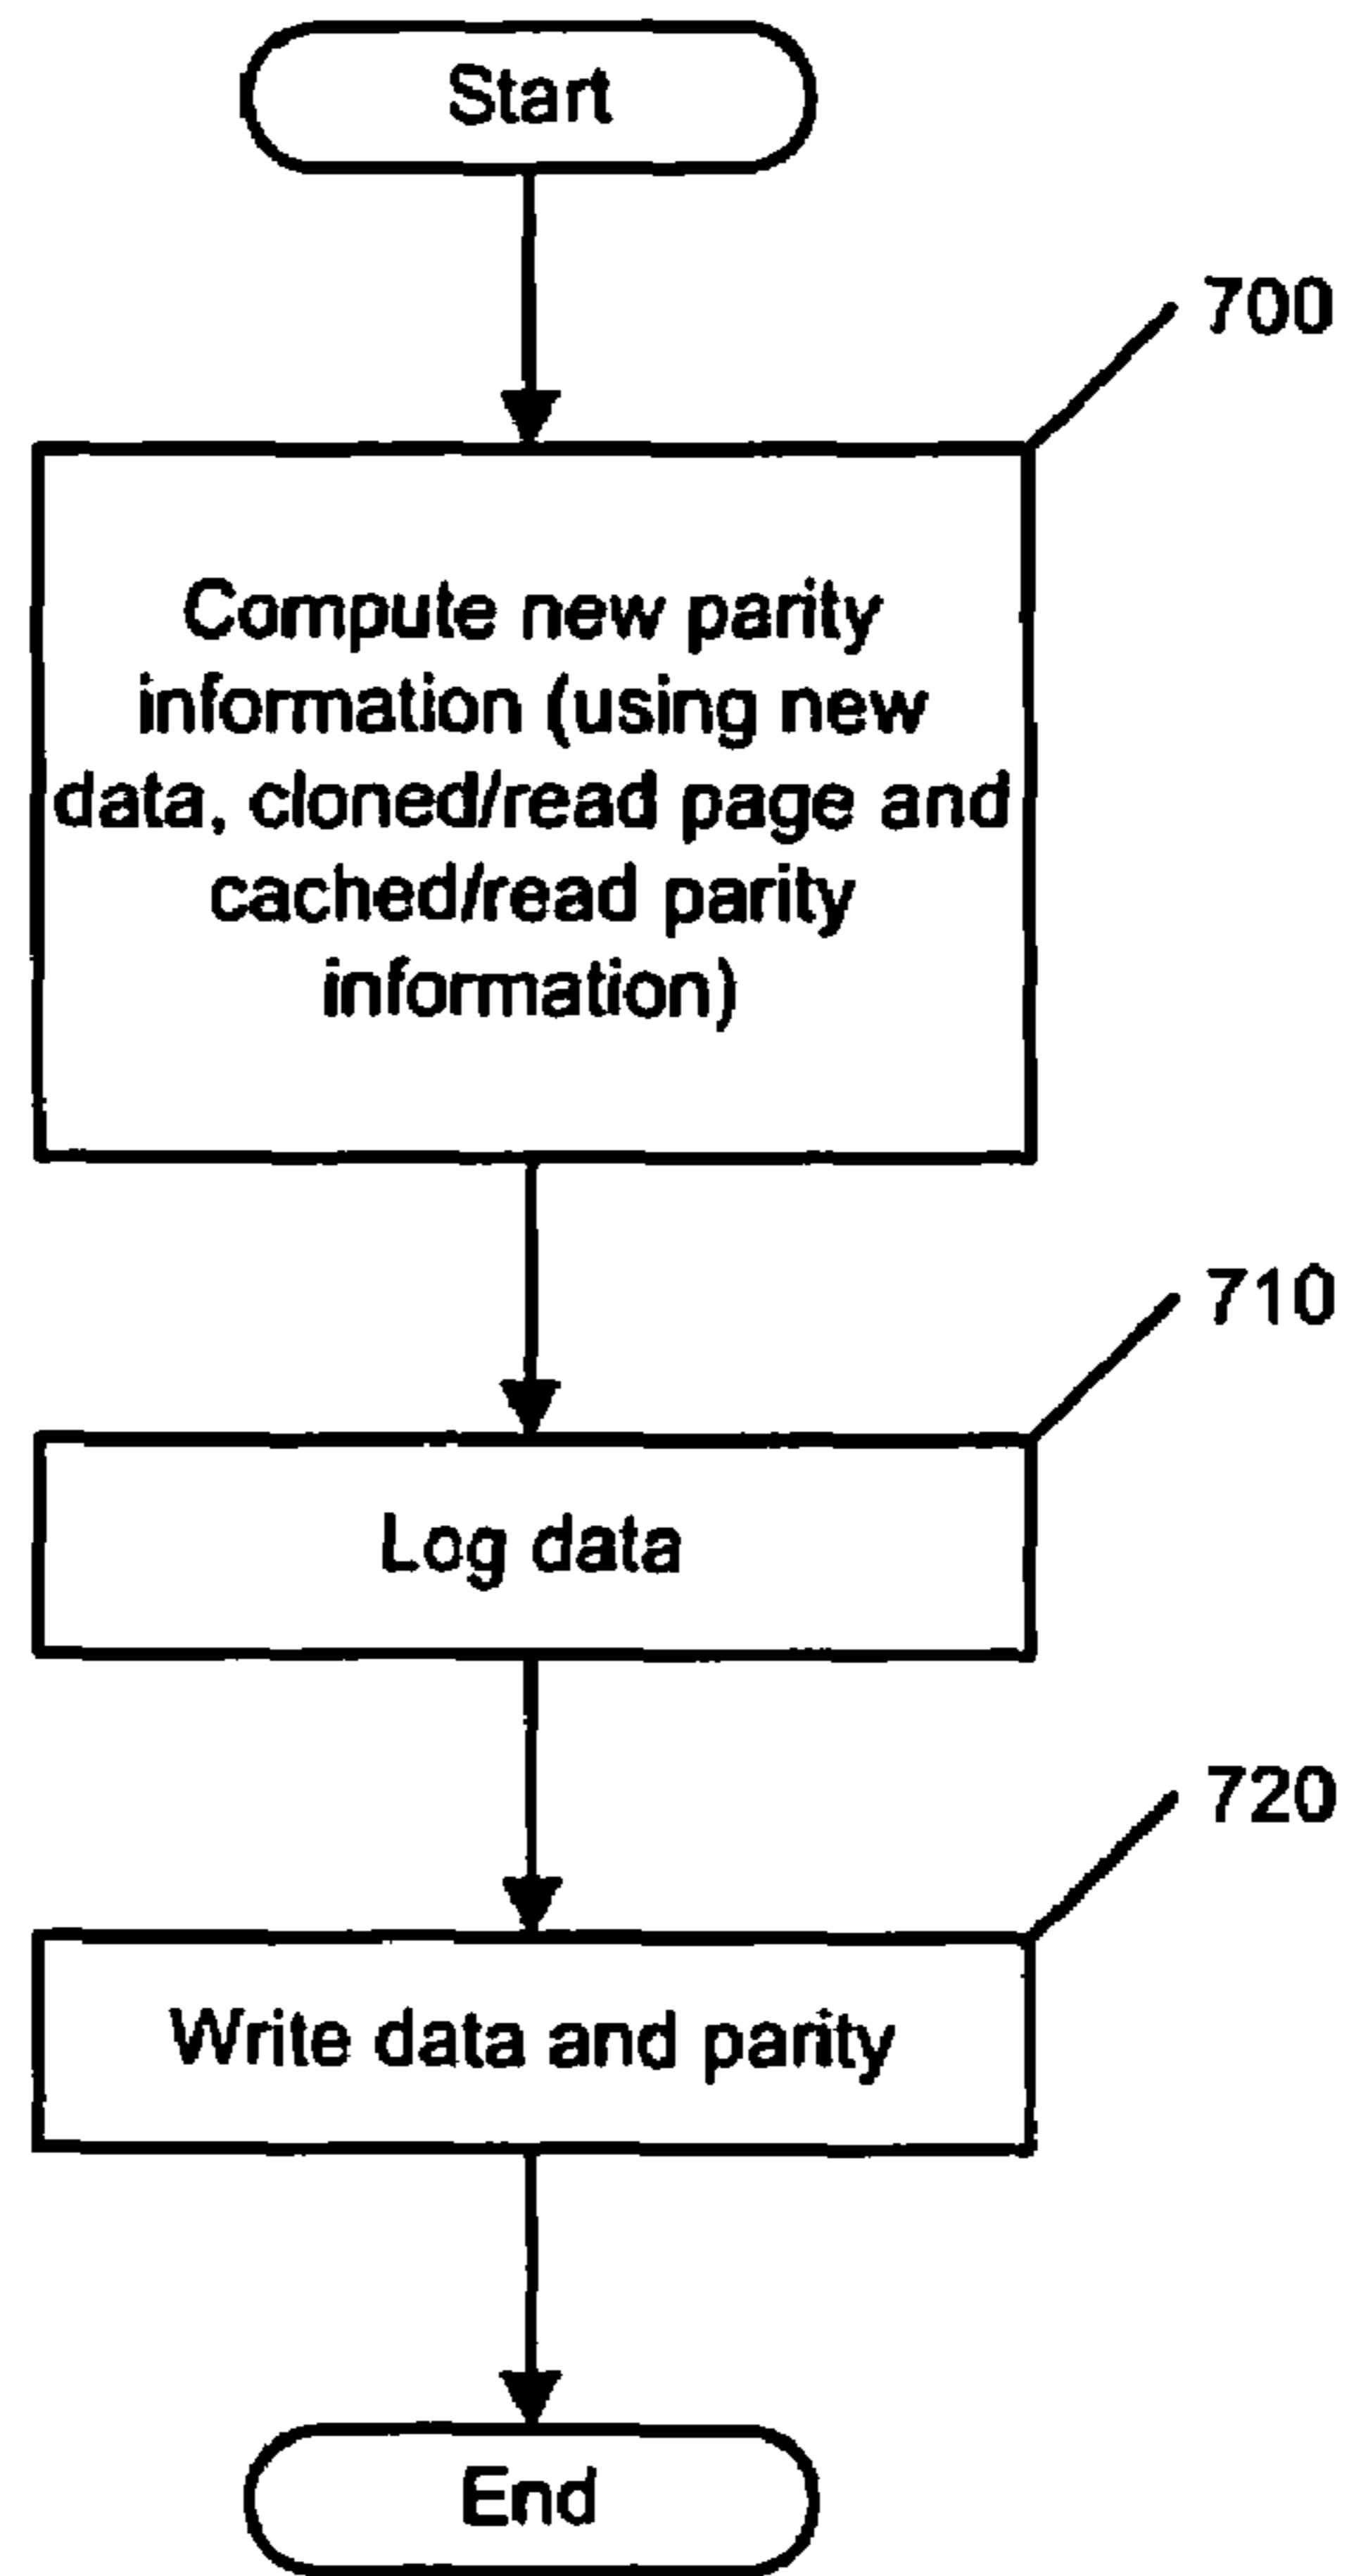 Start
700
Compute new parity
information (using new
data, cloned/read page and
cached/read parity
information)
710
Log data
720
Write data and parity
End